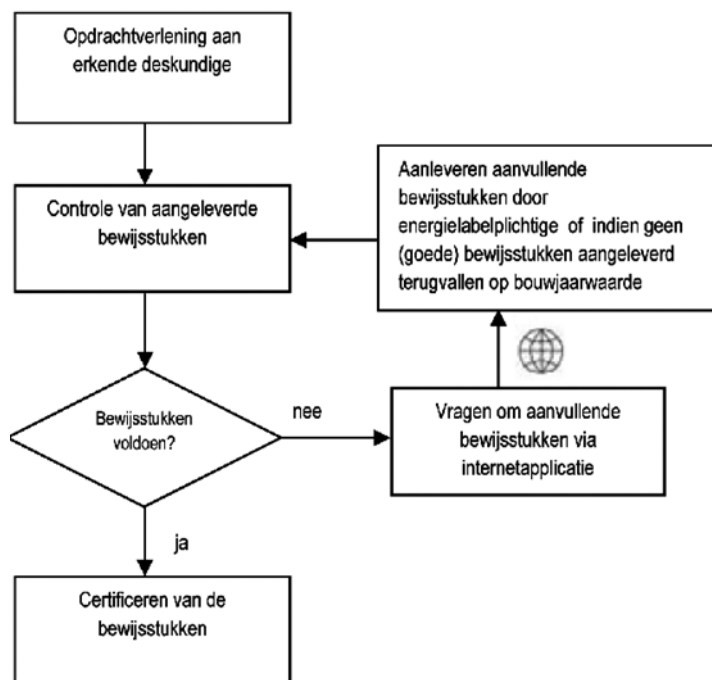 Opdrachtverlening aan
erkende deskundige
Controle van aangeleverde
bewijsstukken
Aanleveren aanvullende
bewijsstukken door
energielabelplichtige of indien geen
(goede) bewijsstukken aangeleverd
terugvallen op bouwjaarwaarde
Bewijsstukken
voldoen?
nee
Vragen om aanvullende
bewijsstukken via
internetapplicatie
ja
Certificeren van de
bewijsstukken